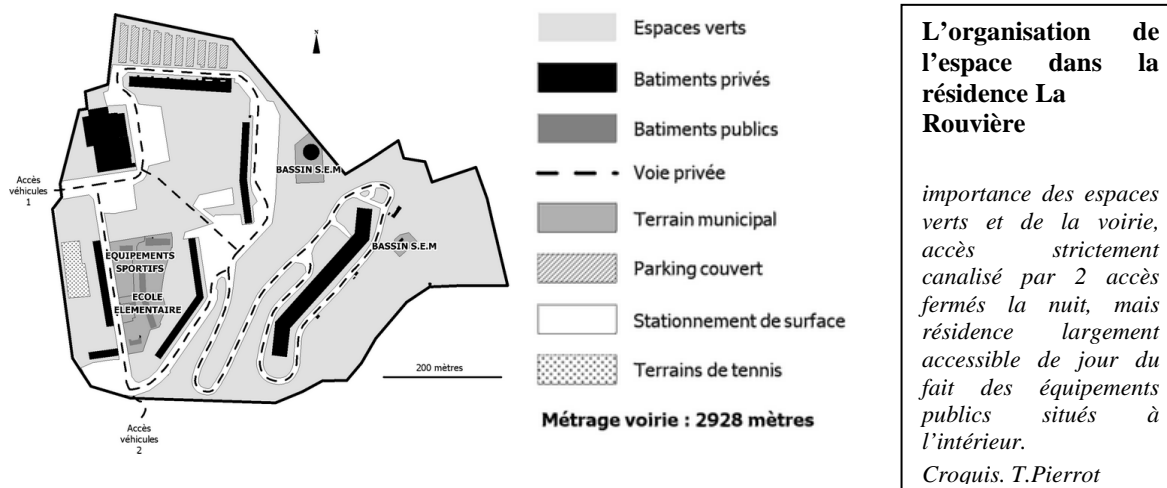 N
BASSIN S.E.M
Accès
véhicules
1
BASSIN S.E.M
ÉQUIPEMENTS
SPORTIFS
ECOLE
ELEMENTAIRE
200 mètres
Accès
véhicules
2
Espaces verts
Batiments privés
Batiments publics
Voie privée
Terrain municipal
Parking couvert
Stationnement de surface
Terrains de tennis
Métrage voirie : 2928 mètres
L'organisation de
l'espace dans la
résidence La
Rouvière
importance des espaces
verts et de la voirie,
accès strictement
canalisé par 2 accès
fermés la nuit, mais
résidence largement
accessible de jour du
fait des équipements
publics situés à
l'intérieur.
Croquis. T.Pierrot